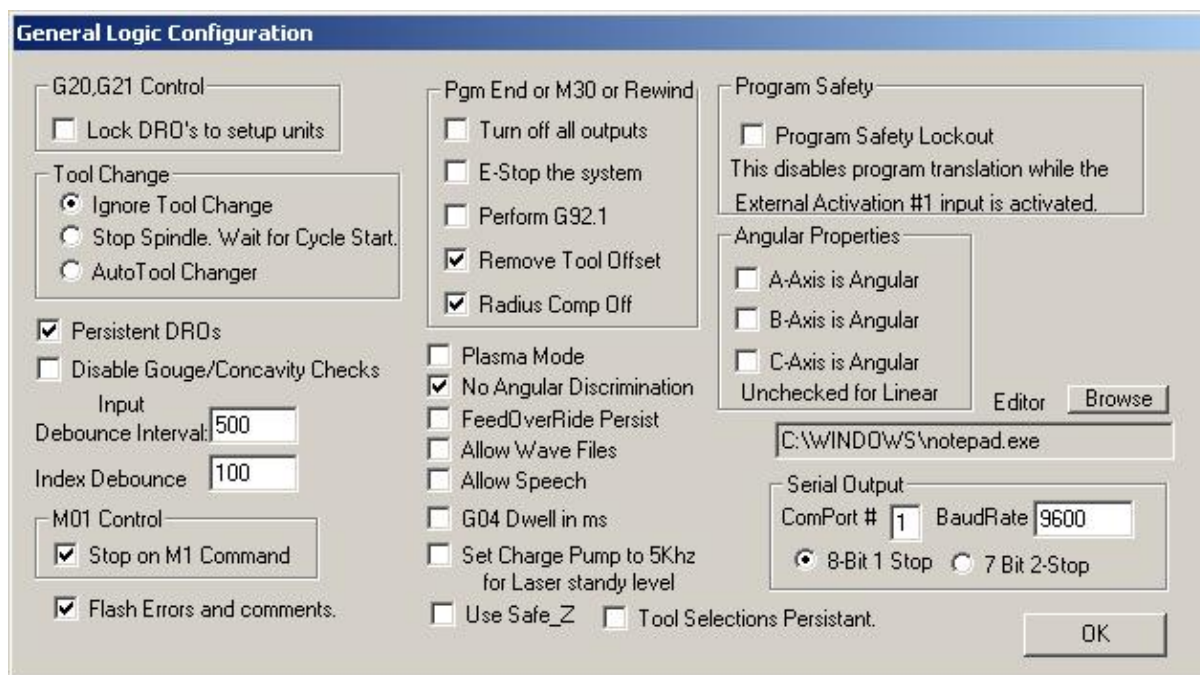 General Logic Configuration
G20,G21 Control
Lock DRO's to setup units
Tool Change
Ignore Tool Change
Stop Spindle. Wait for Cycle Start.
AutoTool Changer
Persistent DROs
Disable Gouge/Concavity Checks
Input
Debounce Interval: 500
Index Debounce 100
M01 Control
Stop on M1 Command
Flash Errors and comments.
Pgm End or M30 or Rewind
Turn off all outputs
E-Stop the system
Perform G92.1
Remove Tool Offset
Radius Comp Off
Plasma Mode
No Angular Discrimination
FeedOverRide Persist
Allow Wave Files
Allow Speech
G04 Dwell in ms
Set Charge Pump to 5Khz
for Laser standy level
Use Safe_Z
Tool Selections Persistant.
Program Safety
Program Safety Lockout
This disables program translation while the
External Activation #1 input is activated.
Angular Properties
A-Axis is Angular
B-Axis is Angular
C-Axis is Angular
Unchecked for Linear
Editor Browse
C:\WINDOWS\notepad.exe
Serial Output
ComPort # 1 BaudRate 9600
8-Bit 1 Stop 7 Bit 2-Stop
OK